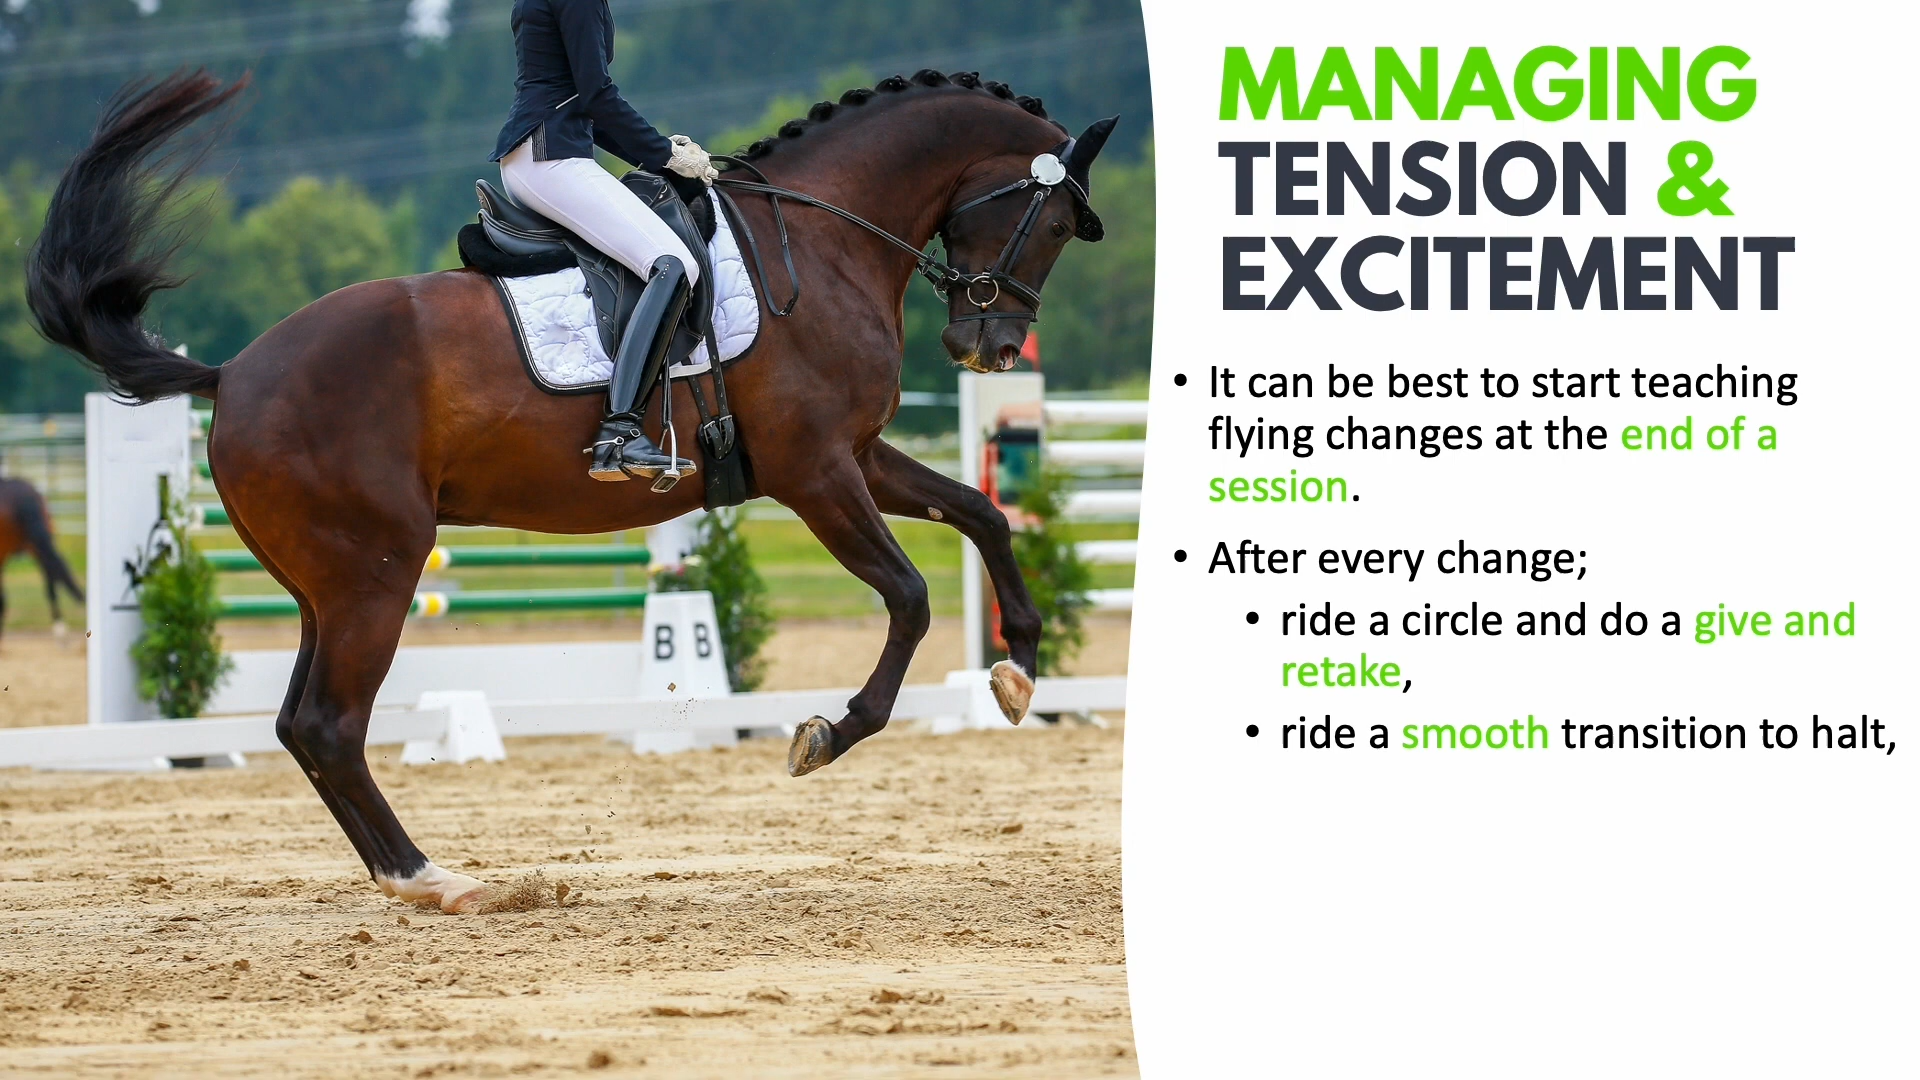 MANAGING
TENSION &
EXCITEMENT
• It can be best to start teaching
flying changes at the end of a
session.
• After every change;
• ride a circle and do a give and
retake,
• ride a smooth transition to halt,
B B